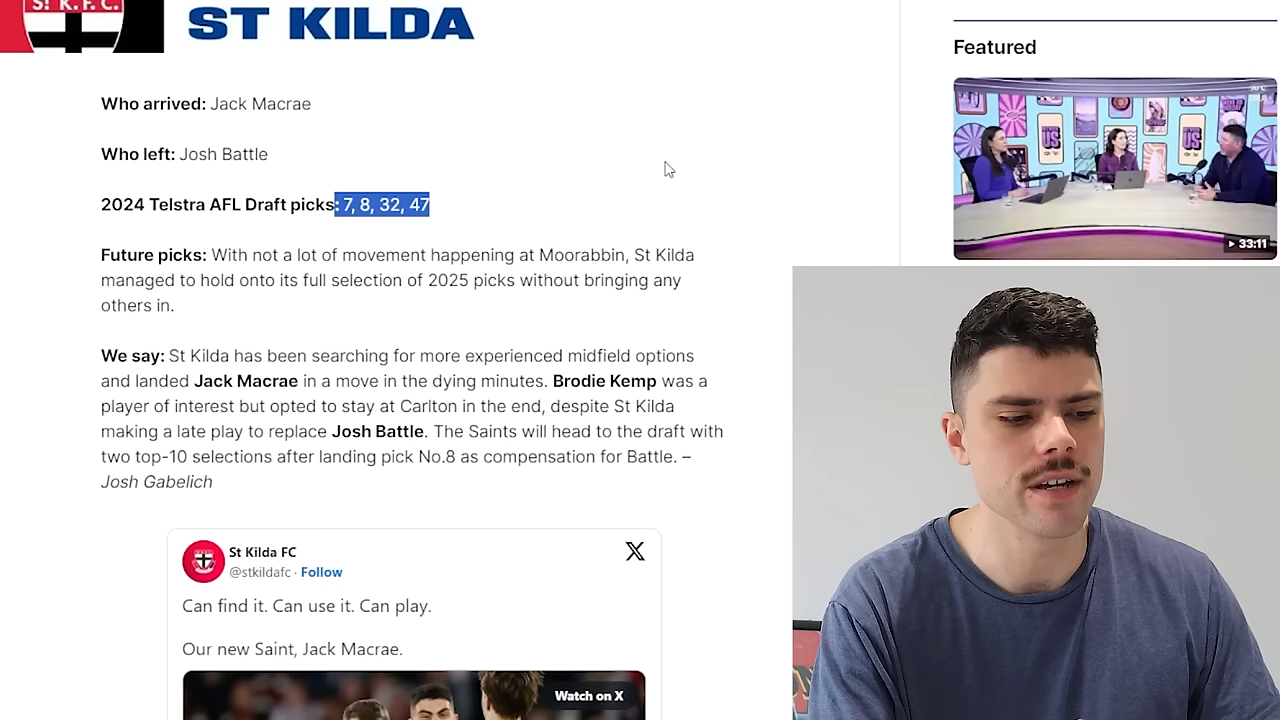 S! K.F.C.
ST KILDA
Featured
Who arrived: Jack Macrae
Who left: Josh Battle
2024 Telstra AFL Draft picks: 7, 8, 32, 47
33:11
Future picks: With not a lot of movement happening at Moorabbin, St Kilda
managed to hold onto its full selection of 2025 picks without bringing any
others in.
We say: St Kilda has been searching for more experienced midfield options
and landed Jack Macrae in a move in the dying minutes. Brodie Kemp was a
player of interest but opted to stay at Carlton in the end, despite St Kilda
making a late play to replace Josh Battle. The Saints will head to the draft with
two top-10 selections after landing pick No.8 as compensation for Battle. –
Josh Gabelich
St Kilda FC
@stkildafc · Follow
X
Can find it. Can use it. Can play.
Our new Saint, Jack Macrae.
Watch on X